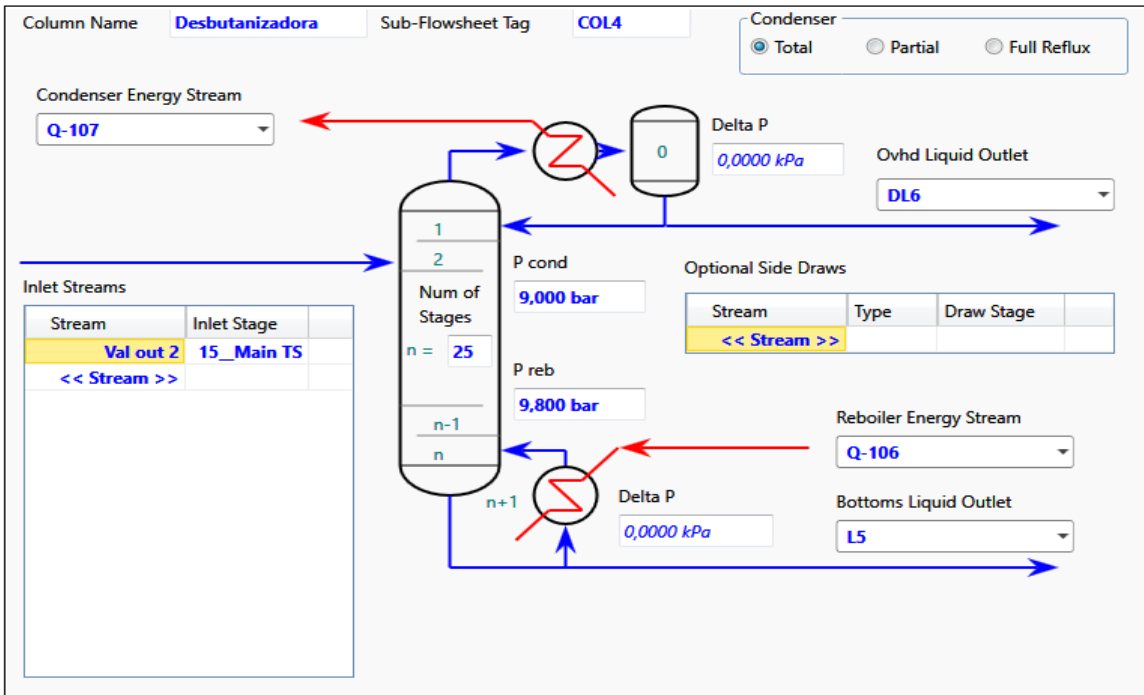 Column Name Desbutanizadora Sub-Flowsheet Tag COL4
Condenser
Total Partial Full Reflux
Condenser Energy Stream
Q-107
0
Delta P
0,0000 kPa
Ovhd Liquid Outlet
DL6
1
2
Num of
Stages
n = 25
n-1
n
n+1
P cond
9,000 bar
P reb
9,800 bar
Inlet Streams
Stream Inlet Stage
Val out 2 15__Main TS
<< Stream >>
Optional Side Draws
Stream Type Draw Stage
<< Stream >>
Reboiler Energy Stream
Q-106
Delta P
0,0000 kPa
Bottoms Liquid Outlet
L5